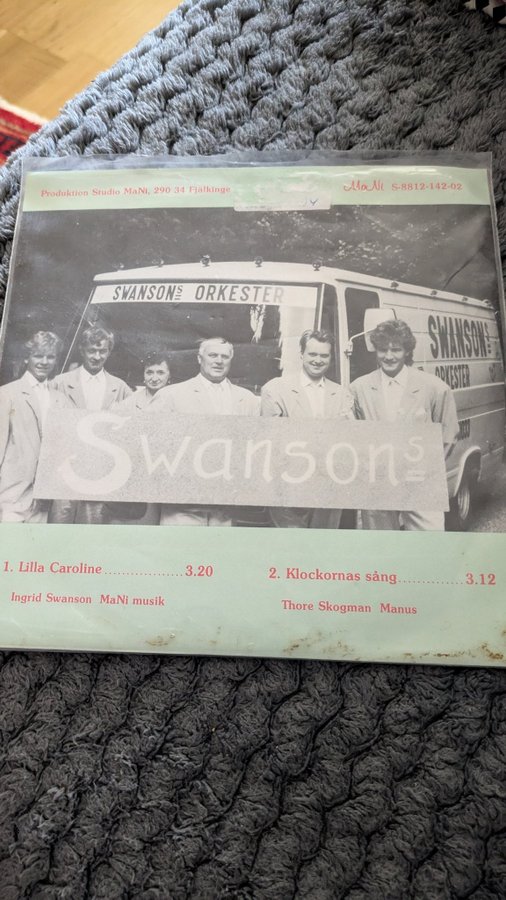 Produktion Studio MaNi, 290 34 Fjälkinge
MaNi S-8812-142-02
SWANSONS ORKESTER
SWANSONS
ORKESTER
Swansons
1. Lilla Caroline..................3.20
Ingrid Swanson MaNi musik
2. Klockornas sång...............3.12
Thore Skogman Manus